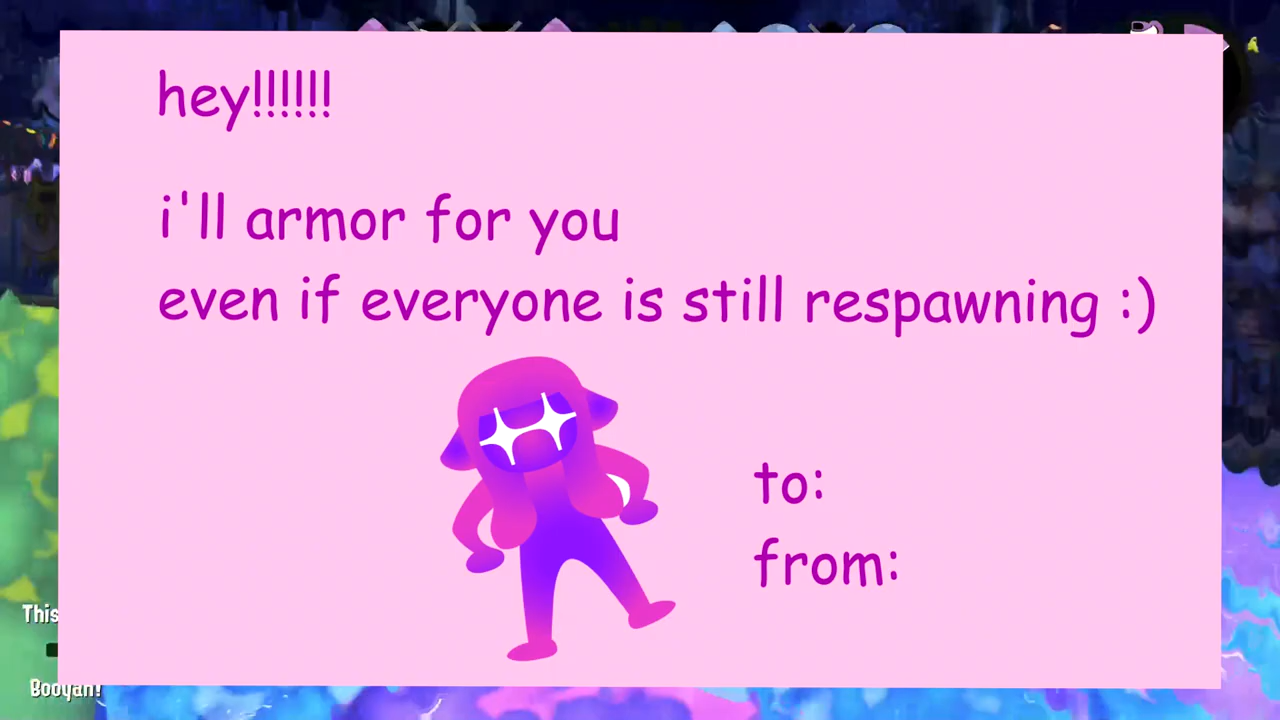 hey!!!!!!
i'll armor for you
even if everyone is still respawning :)
to:
from:
This
Booyah!